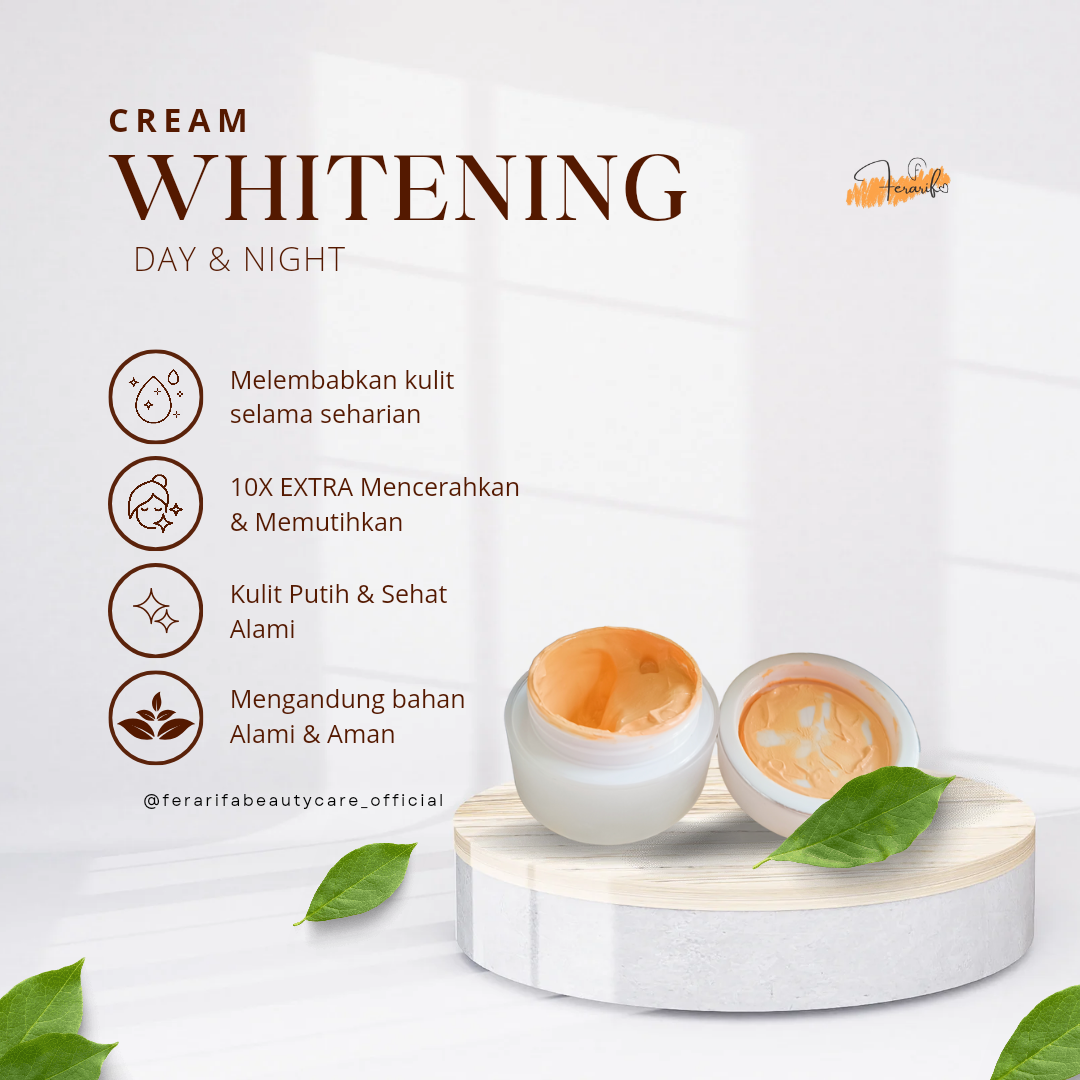 CREAM
WHITENING
DAY & NIGHT
Ferarifa
Melembabkan kulit
selama seharian
10X EXTRA Mencerahkan
& Memutihkan
Kulit Putih & Sehat
Alami
Mengandung bahan
Alami & Aman
@ferarifabeautycare_official